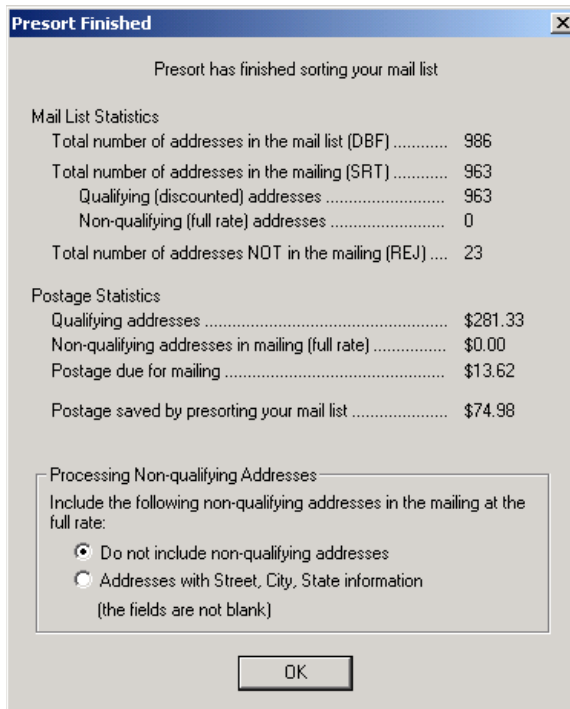 Presort Finished
Presort has finished sorting your mail list
Mail List Statistics
Total number of addresses in the mail list (DBF) ............ 986
Total number of addresses in the mailing (SRT) ............ 963
Qualifying (discounted) addresses .......................... 963
Non-qualifying (full rate) addresses ......................... 0
Total number of addresses NOT in the mailing (REJ) .... 23
Postage Statistics
Qualifying addresses .................................................... $281.33
Non-qualifying addresses in mailing (full rate) ................ $0.00
Postage due for mailing ................................................ $13.62
Postage saved by presorting your mail list ..................... $74.98
Processing Non-qualifying Addresses
Include the following non-qualifying addresses in the mailing at the
full rate:
Do not include non-qualifying addresses
Addresses with Street, City, State information
(the fields are not blank)
OK